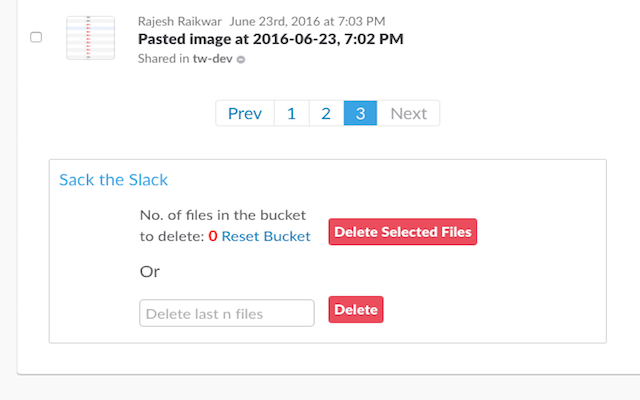 Rajesh Raikwar June 23rd, 2016 at 7:03 PM
Pasted image at 2016-06-23, 7:02 PM
Shared in tw-dev
Prev 1 2 3 Next
Sack the Slack
No. of files in the bucket
to delete: 0 Reset Bucket
Delete Selected Files
Or
Delete last n files
Delete